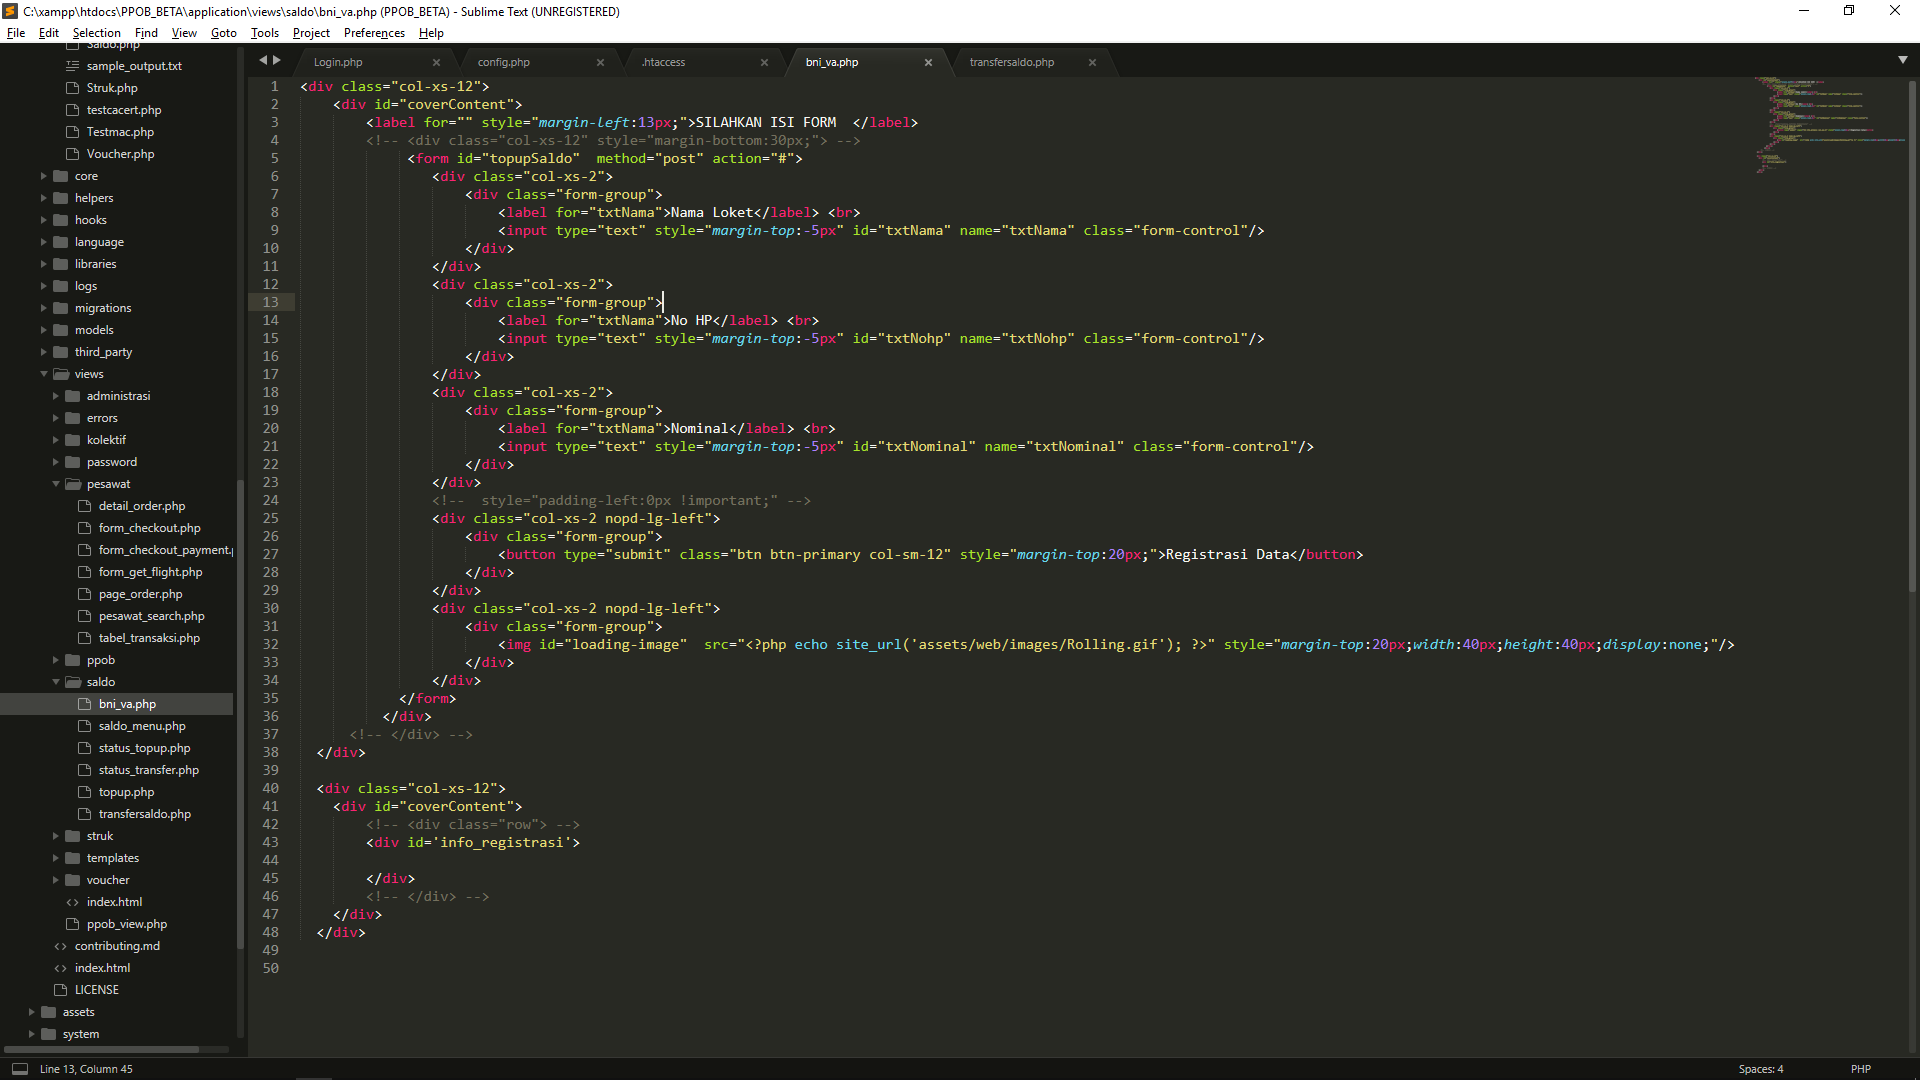 C:\xampp\htdocs\PPOB_BETA\application\views\saldo\bni_va.php (PPOB_BETA) - Sublime Text (UNREGISTERED)
File Edit Selection Find View Goto Tools Project Preferences Help
Saldo.php
sample_output.txt
Struk.php
testcacert.php
Testmac.php
Voucher.php
core
helpers
hooks
language
libraries
logs
migrations
models
third_party
views
administrasi
errors
kolektif
password
pesawat
detail_order.php
form_checkout.php
form_checkout_payment.p
form_get_flight.php
page_order.php
pesawat_search.php
tabel_transaksi.php
ppob
saldo
bni_va.php
saldo_menu.php
status_topup.php
status_transfer.php
topup.php
transfersaldo.php
struk
templates
voucher
index.html
ppob_view.php
contributing.md
index.html
LICENSE
assets
system
Login.php config.php .htaccess bni_va.php transfersaldo.php
1 <div class="col-xs-12">
2 <div id="coverContent">
3 <label for="" style="margin-left:13px;">SILAHKAN ISI FORM  </label>
4 <!-- <div class="col-xs-12" style="margin-bottom:30px;"> -->
5 <form id="topupSaldo"  method="post" action="#">
6 <div class="col-xs-2">
7 <div class="form-group">
8 <label for="txtNama">Nama Loket</label> <br>
9 <input type="text" style="margin-top:-5px" id="txtNama" name="txtNama" class="form-control"/>
10 </div>
11 </div>
12 <div class="col-xs-2">
13 <div class="form-group">
14 <label for="txtNama">No HP</label> <br>
15 <input type="text" style="margin-top:-5px" id="txtNohp" name="txtNohp" class="form-control"/>
16 </div>
17 </div>
18 <div class="col-xs-2">
19 <div class="form-group">
20 <label for="txtNama">Nominal</label> <br>
21 <input type="text" style="margin-top:-5px" id="txtNominal" name="txtNominal" class="form-control"/>
22 </div>
23 </div>
24 <!--  style="padding-left:0px !important;" -->
25 <div class="col-xs-2 nopd-lg-left">
26 <div class="form-group">
27 <button type="submit" class="btn btn-primary col-sm-12" style="margin-top:20px;">Registrasi Data</button>
28 </div>
29 </div>
30 <div class="col-xs-2 nopd-lg-left">
31 <div class="form-group">
32 <img id="loading-image"  src="<?php echo site_url('assets/web/images/Rolling.gif'); ?>" style="margin-top:20px;width:40px;height:40px;display:none;"/>
33 </div>
34 </div>
35 </form>
36 </div>
37 <!-- </div> -->
38 </div>
39
40 <div class="col-xs-12">
41 <div id="coverContent">
42 <!-- <div class="row"> -->
43 <div id='info_registrasi'>
44
45 </div>
46 <!-- </div> -->
47 </div>
48 </div>
49
50
Line 13, Column 45 Spaces: 4 PHP